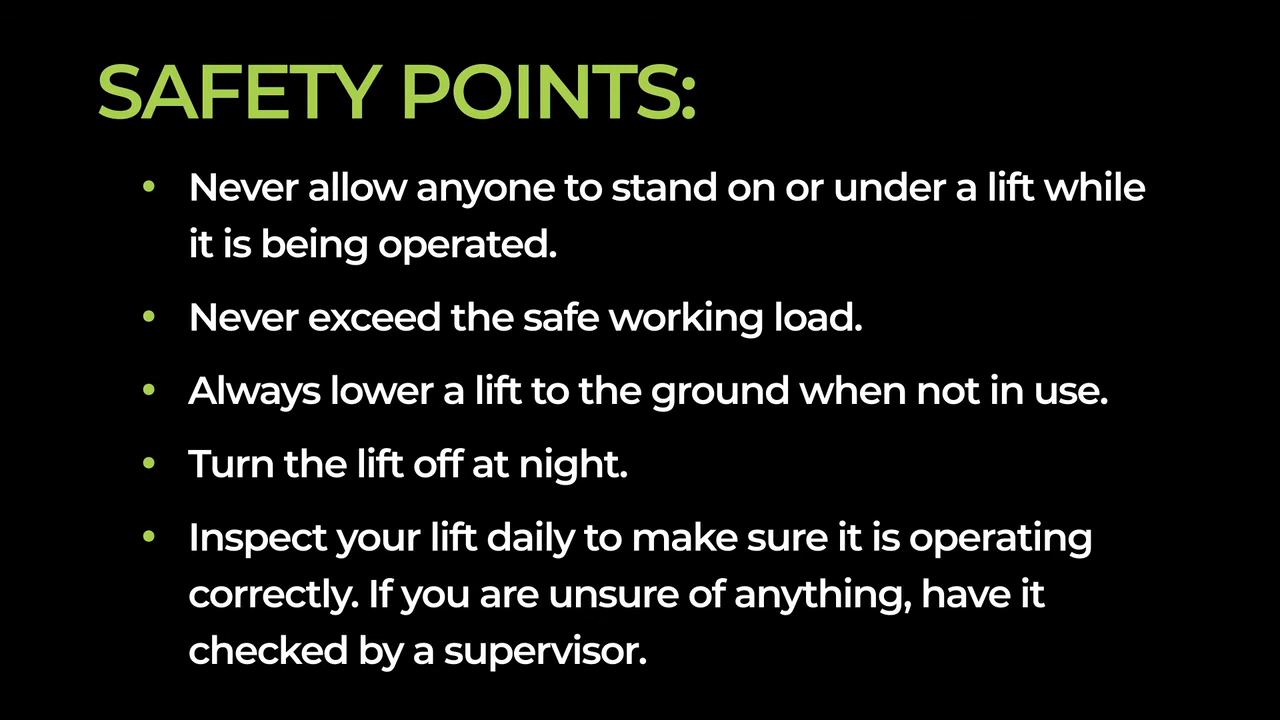 SAFETY POINTS:
• Never allow anyone to stand on or under a lift while
it is being operated.
• Never exceed the safe working load.
• Always lower a lift to the ground when not in use.
• Turn the lift off at night.
• Inspect your lift daily to make sure it is operating
correctly. If you are unsure of anything, have it
checked by a supervisor.